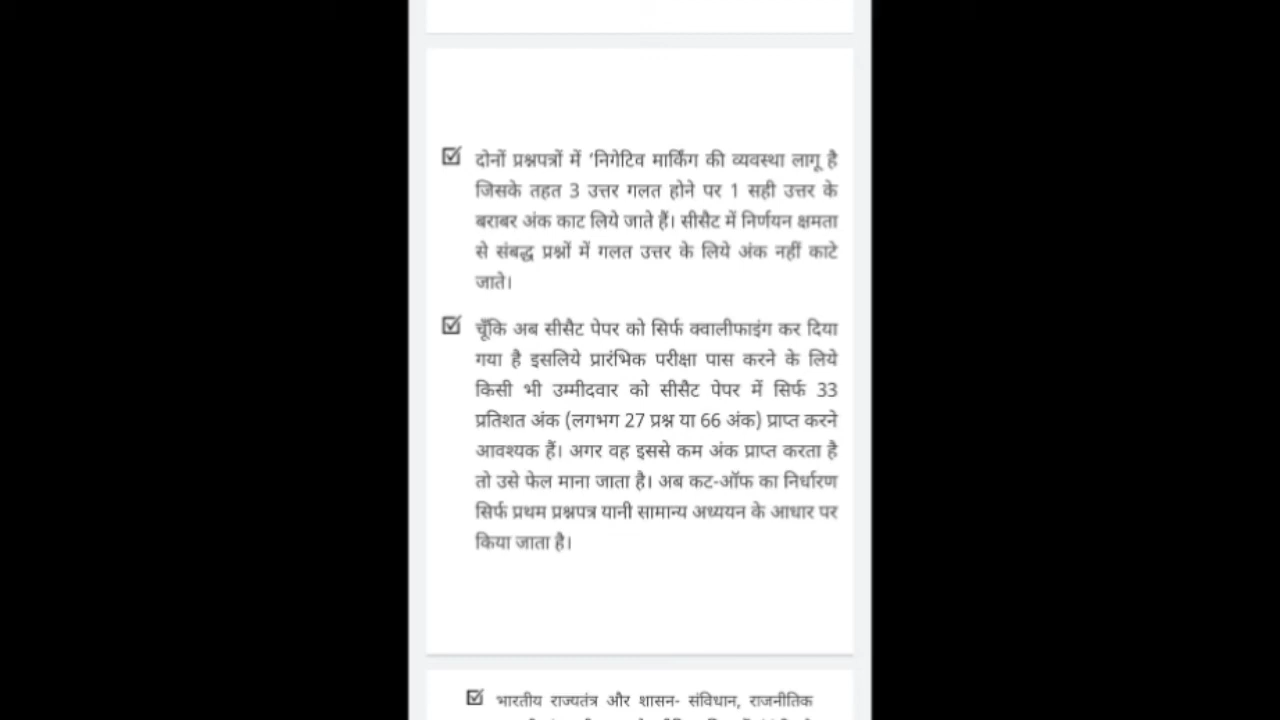 दोनों प्रश्नपत्रों में ‘निगेटिव मार्किंग की व्यवस्था लागू है
जिसके तहत 3 उत्तर गलत होने पर 1 सही उत्तर के
बराबर अंक काट लिये जाते हैं। सीसैट में निर्णयन क्षमता
से संबद्ध प्रश्नों में गलत उत्तर के लिये अंक नहीं काटे
जाते।
चूँकि अब सीसैट पेपर को सिर्फ क्वालीफाइंग कर दिया
गया है इसलिये प्रारंभिक परीक्षा पास करने के लिये
किसी भी उम्मीदवार को सीसैट पेपर में सिर्फ 33
प्रतिशत अंक (लगभग 27 प्रश्न या 66 अंक) प्राप्त करने
आवश्यक हैं। अगर वह इससे कम अंक प्राप्त करता है
तो उसे फेल माना जाता है। अब कट-ऑफ का निर्धारण
सिर्फ प्रथम प्रश्नपत्र यानी सामान्य अध्ययन के आधार पर
किया जाता है।
भारतीय राज्यतंत्र और शासन- संविधान, राजनीतिक